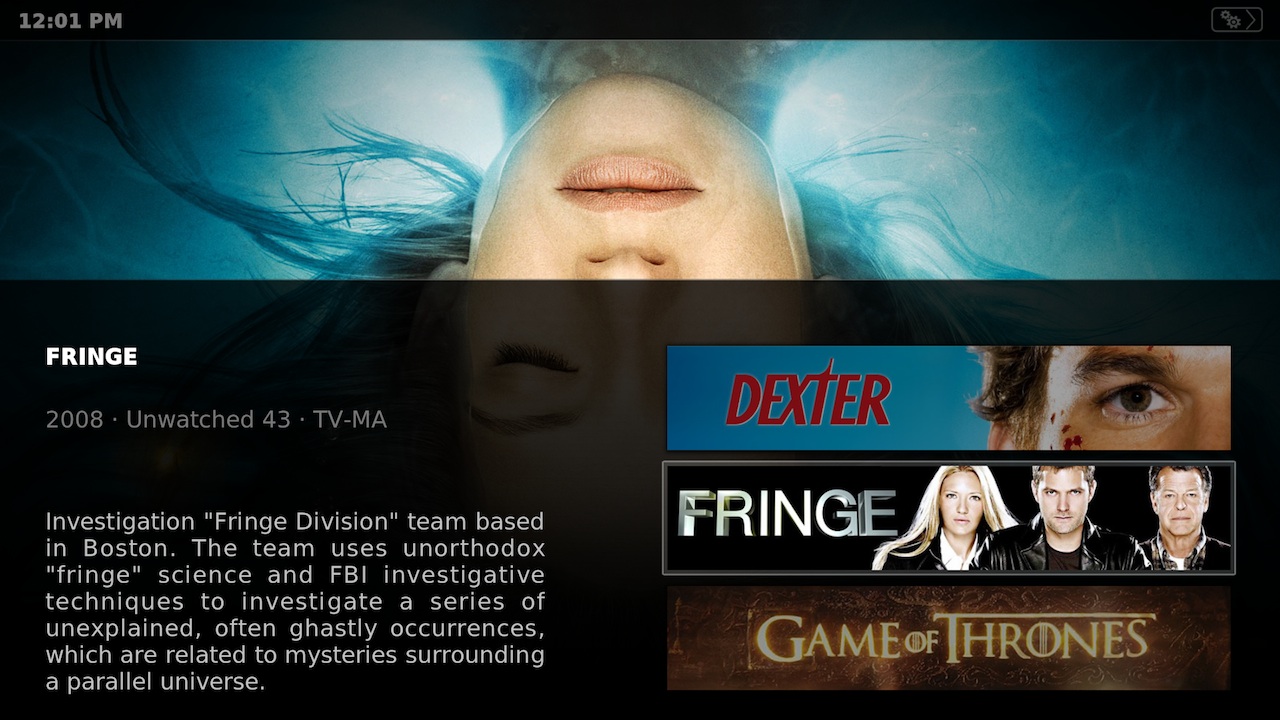 12:01 PM
FRINGE
2008 · Unwatched 43 · TV-MA
Investigation "Fringe Division" team based
in Boston. The team uses unorthodox
"fringe" science and FBI investigative
techniques to investigate a series of
unexplained, often ghastly occurrences,
which are related to mysteries surrounding
a parallel universe.
DEXTER
FRINGE
GAME OF THRONES